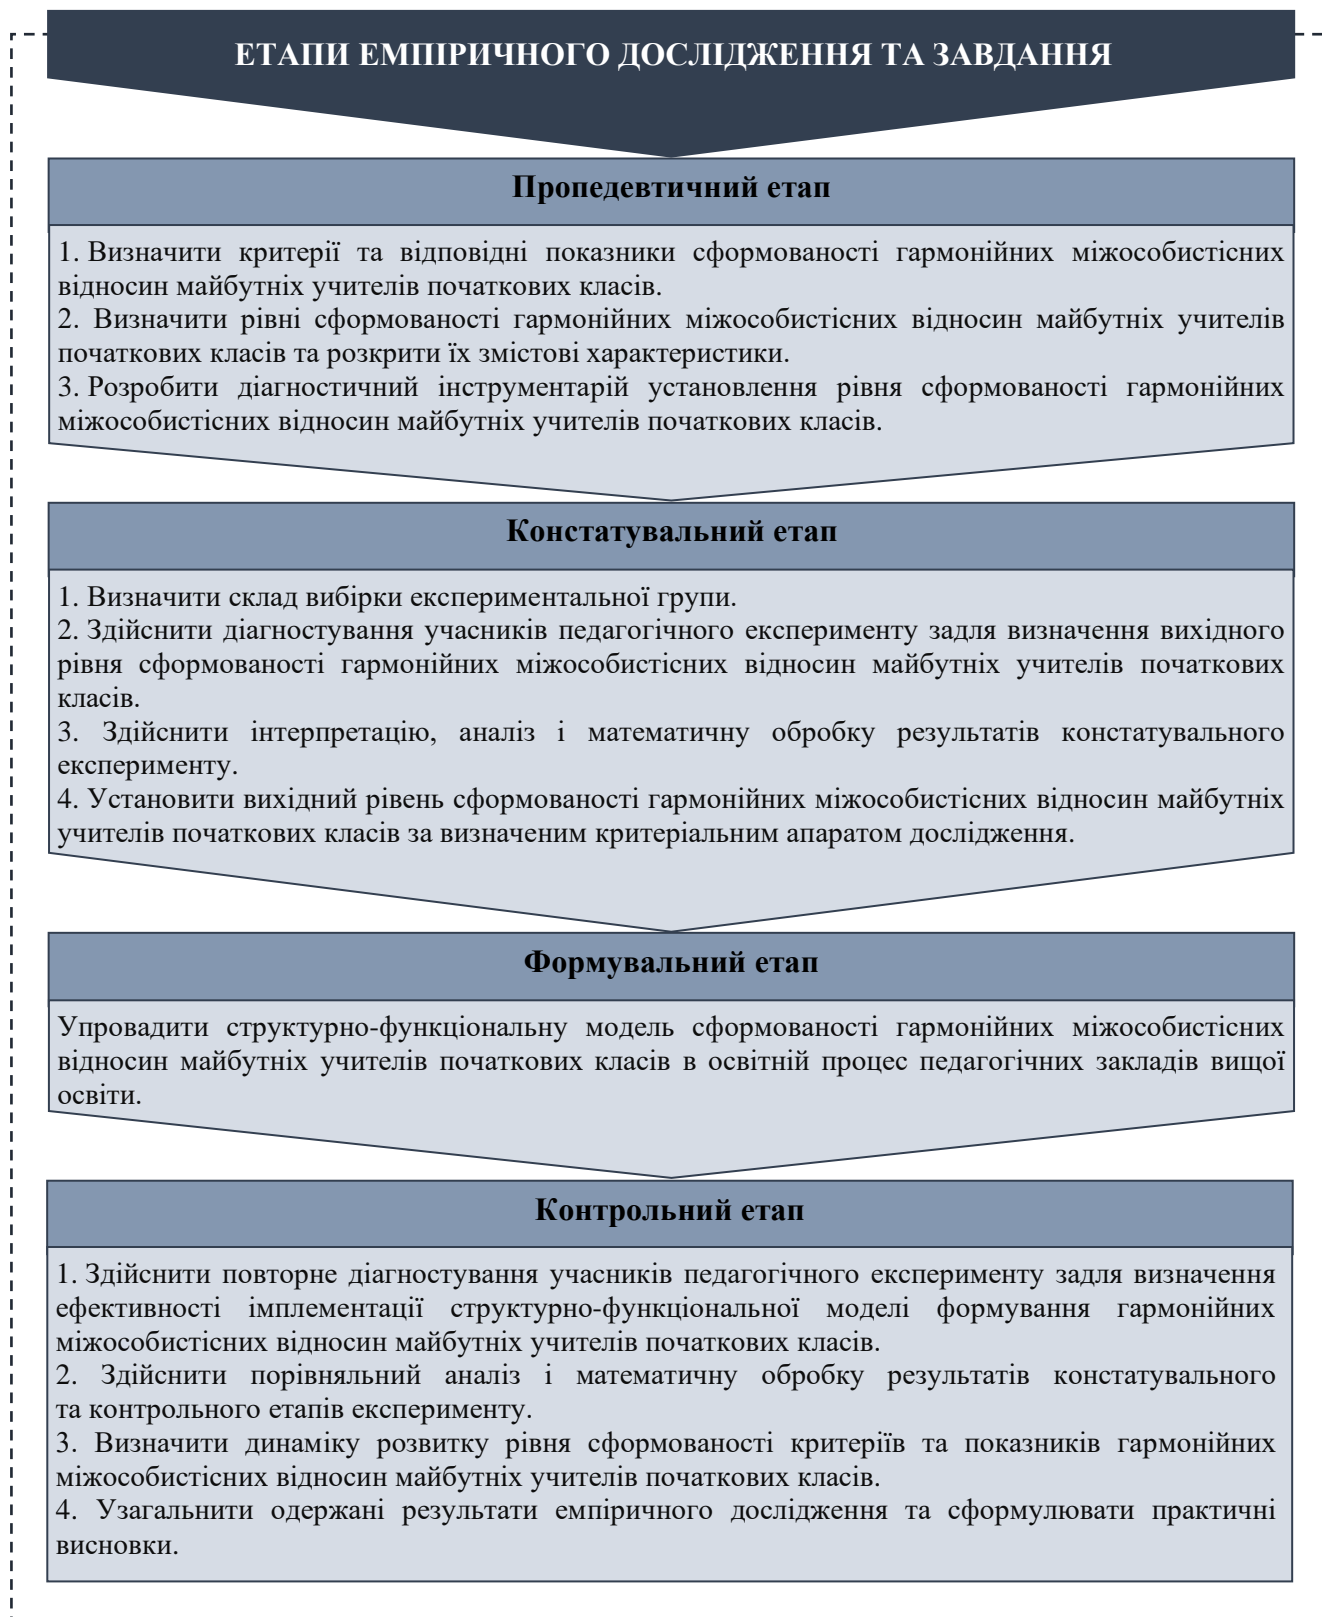 ЕТАПИ ЕМПІРИЧНОГО ДОСЛІДЖЕННЯ ТА ЗАВДАННЯ
Пропедевтичний етап
1. Визначити критерії та відповідні показники сформованості гармонійних міжособистісних
відносин майбутніх учителів початкових класів.
2. Визначити рівні сформованості гармонійних міжособистісних відносин майбутніх учителів
початкових класів та розкрити їх змістові характеристики.
3. Розробити діагностичний інструментарій установлення рівня сформованості гармонійних
міжособистісних відносин майбутніх учителів початкових класів.
Констатувальний етап
1. Визначити склад вибірки експериментальної групи.
2. Здійснити діагностування учасників педагогічного експерименту задля визначення вихідного
рівня сформованості гармонійних міжособистісних відносин майбутніх учителів початкових
класів.
3. Здійснити інтерпретацію, аналіз і математичну обробку результатів констатувального
експерименту.
4. Установити вихідний рівень сформованості гармонійних міжособистісних відносин майбутніх
учителів початкових класів за визначеним критеріальним апаратом дослідження.
Формувальний етап
Упровадити структурно-функціональну модель сформованості гармонійних міжособистісних
відносин майбутніх учителів початкових класів в освітній процес педагогічних закладів вищої
освіти.
Контрольний етап
1. Здійснити повторне діагностування учасників педагогічного експерименту задля визначення
ефективності імплементації структурно-функціональної моделі формування гармонійних
міжособистісних відносин майбутніх учителів початкових класів.
2. Здійснити порівняльний аналіз і математичну обробку результатів констатувального
та контрольного етапів експерименту.
3. Визначити динаміку розвитку рівня сформованості критеріїв та показників гармонійних
міжособистісних відносин майбутніх учителів початкових класів.
4. Узагальнити одержані результати емпіричного дослідження та сформулювати практичні
висновки.